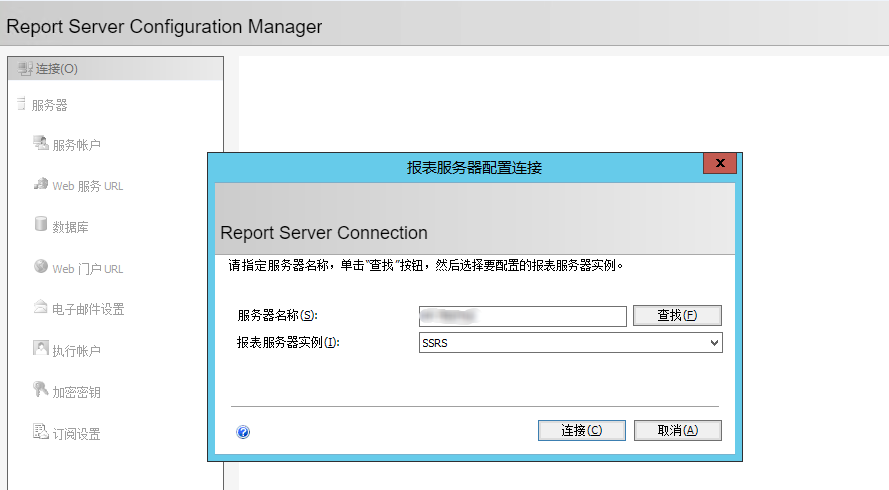 Report Server Configuration Manager
连接(O)
服务器
服务帐户
Web 服务 URL
数据库
Web 门户 URL
电子邮件设置
执行帐户
加密密钥
订阅设置
报表服务器配置连接
x
Report Server Connection
请指定服务器名称，单击“查找”按钮，然后选择要配置的报表服务器实例。
服务器名称(S):
查找(F)
报表服务器实例(I):
SSRS
?
连接(C)
取消(A)